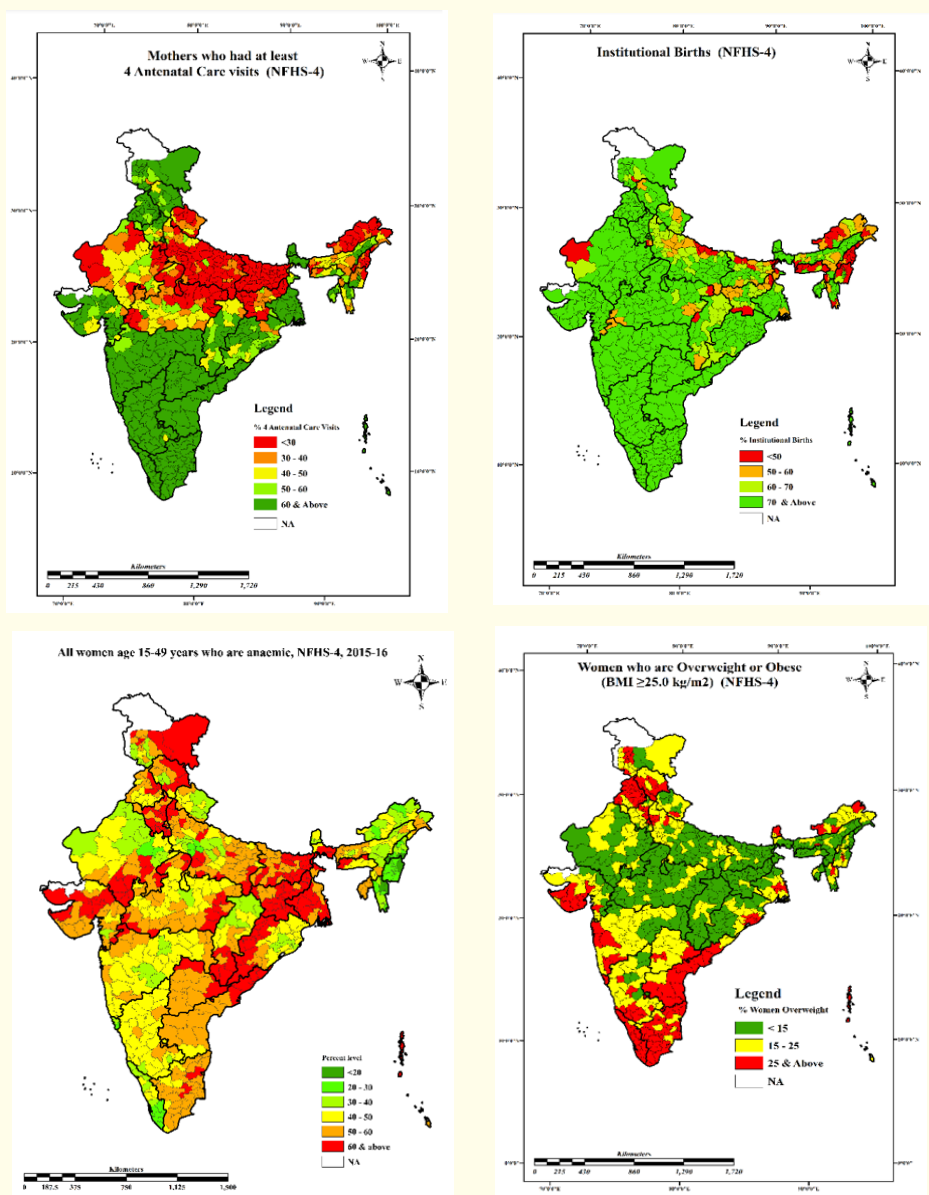 Mothers who had at least
4 Antenatal Care visits (NFHS-4)
N
W
E
S
Legend
% 4 Antenatal Care Visits
<30
30 - 40
40 - 50
50 - 60
60 & Above
NA
Kilometers
0 215 430 860 1,290 1,720
Institutional Births (NFHS-4)
N
W
E
S
Legend
% Institutional Births
<50
50 - 60
60 - 70
70 & Above
NA
Kilometers
0 215 430 860 1,290 1,720
All women age 15-49 years who are anaemic, NFHS-4, 2015-16
N
W
E
S
Percent level
<20
20 - 30
30 - 40
40 - 50
50 - 60
60 & above
NA
Kilometers
0 187.5 375 750 1,125 1,500
Women who are Overweight or Obese
(BMI ≥25.0 kg/m2) (NFHS-4)
N
W
E
S
Legend
% Women Overweight
< 15
15 - 25
25 & Above
NA
Kilometers
860 1,290 1,720